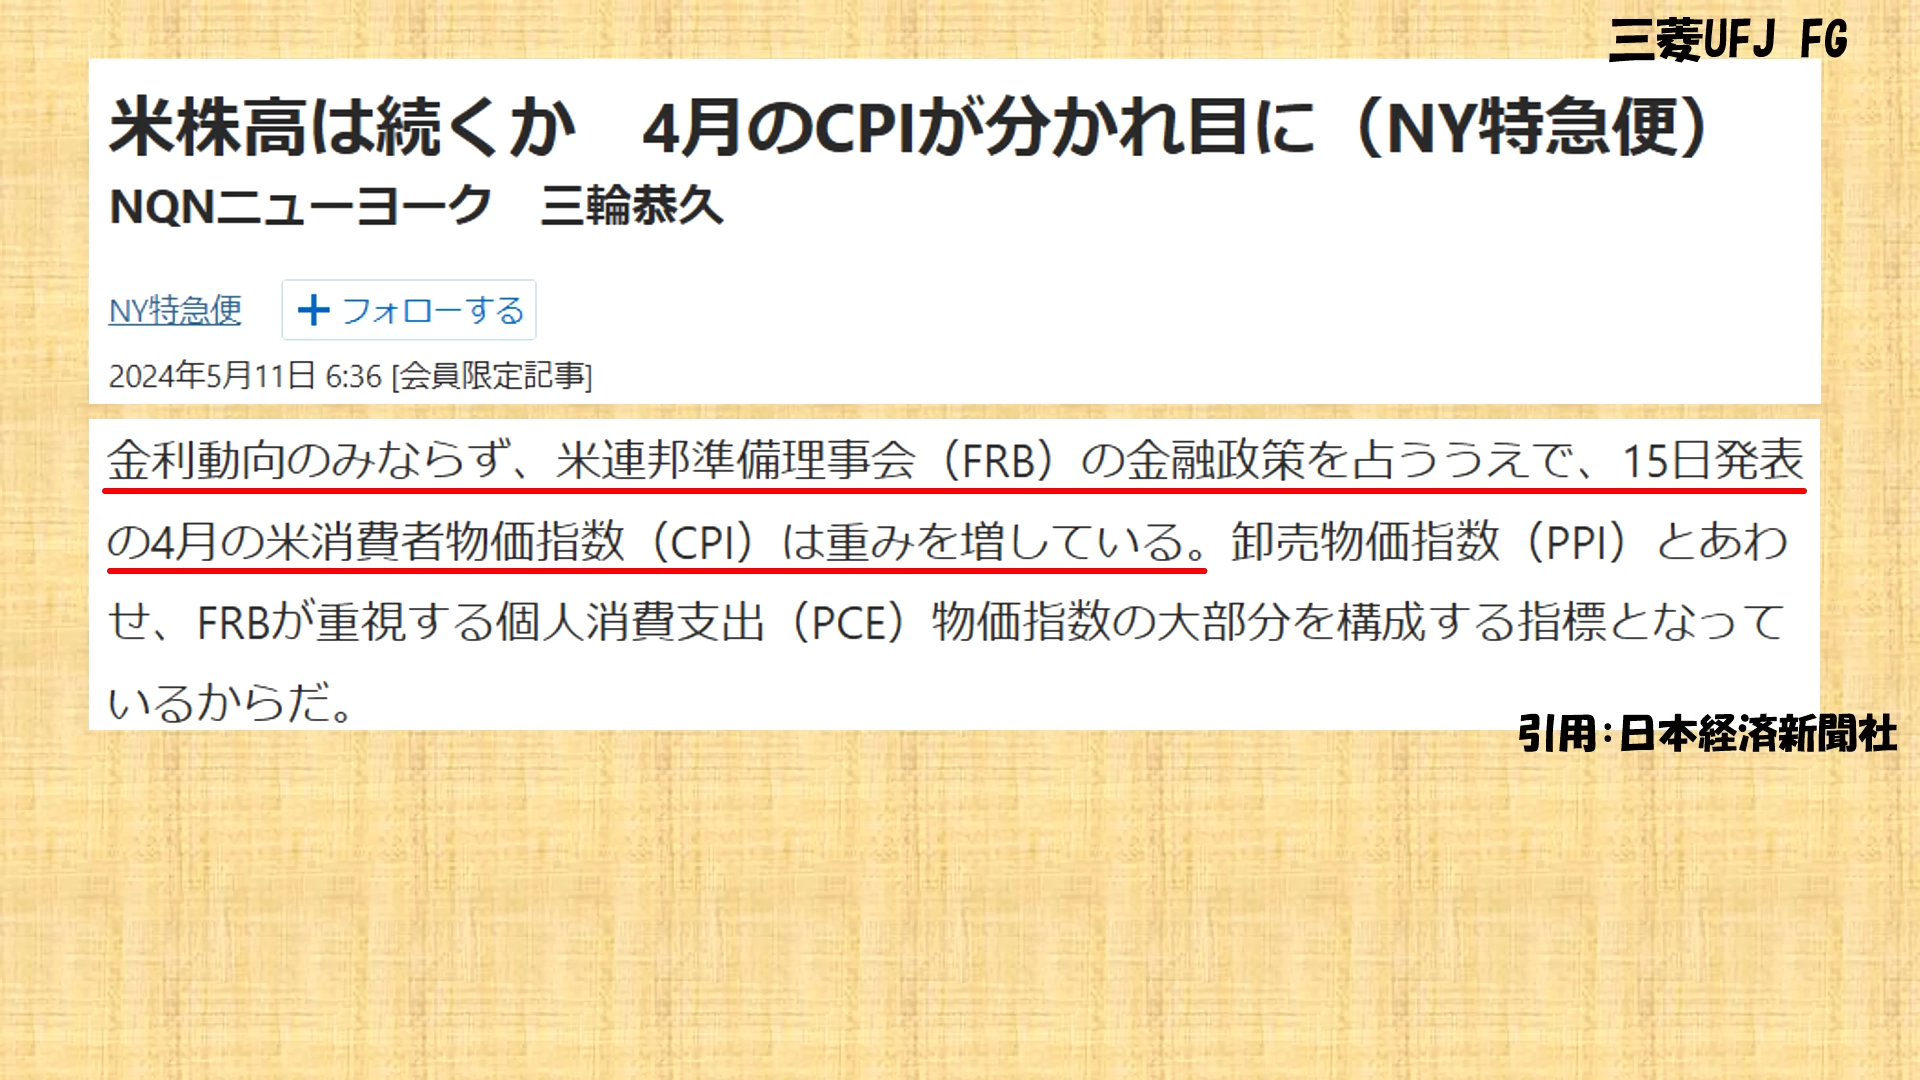 三菱UFJ FG
米株高は続くか　4月のCPIが分かれ目に（NY特急便）
NQNニューヨーク　三輪恭久
NY特急便 ＋フォローする
2024年5月11日 6:36 [会員限定記事]
金利動向のみならず、米連邦準備理事会（FRB）の金融政策を占ううえで、15日発表
の4月の米消費者物価指数（CPI）は重みを増している。卸売物価指数（PPI）とあわ
せ、FRBが重視する個人消費支出（PCE）物価指数の大部分を構成する指標となって
いるからだ。
引用：日本経済新聞社